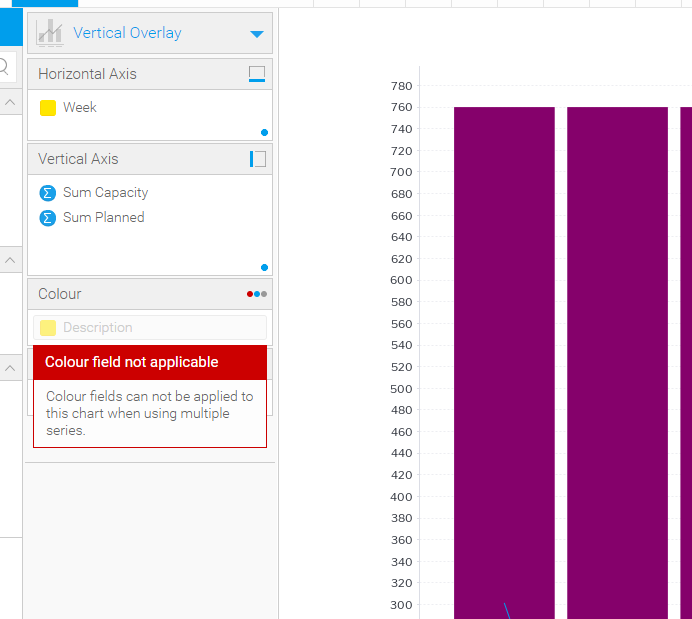 Vertical Overlay
Horizontal Axis
Week
Vertical Axis
Sum Capacity
Sum Planned
Colour
Description
Colour field not applicable
Colour fields can not be applied to
this chart when using multiple
series.
780
760
740
720
700
680
660
640
620
600
580
560
540
520
500
480
460
440
420
400
380
360
340
320
300